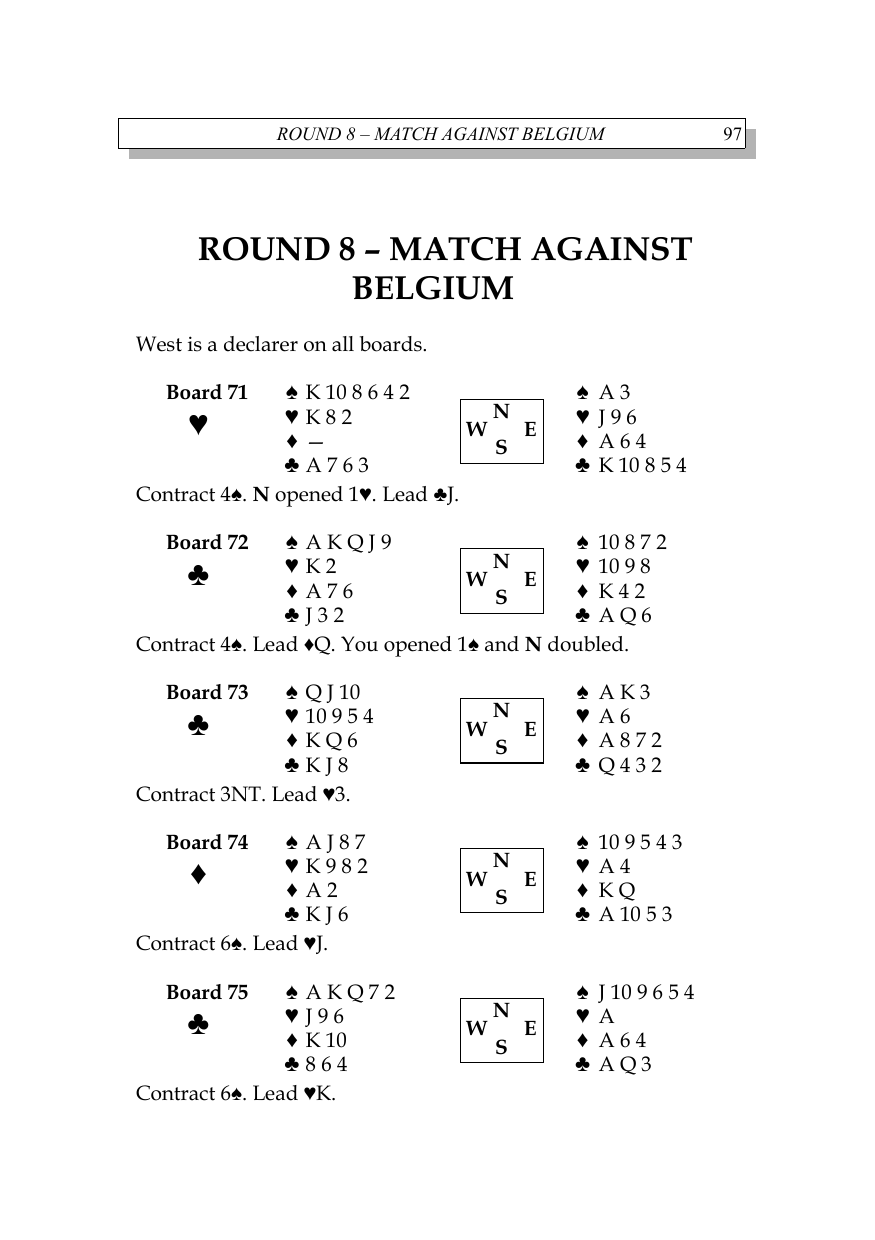 ROUND 8 – MATCH AGAINST BELGIUM 97
ROUND 8 – MATCH AGAINST
BELGIUM
West is a declarer on all boards.
Board 71 ♠ K 10 8 6 4 2 N ♠ A 3
♥ ♥ K 8 2 W E ♥ J 9 6
♦ — S ♦ A 6 4
♣ A 7 6 3 ♣ K 10 8 5 4
Contract 4♠. N opened 1♥. Lead ♣J.
Board 72 ♠ A K Q J 9 N ♠ 10 8 7 2
♣ ♥ K 2 W E ♥ 10 9 8
♦ A 7 6 S ♦ K 4 2
♣ J 3 2 ♣ A Q 6
Contract 4♠. Lead ♦Q. You opened 1♠ and N doubled.
Board 73 ♠ Q J 10 N ♠ A K 3
♣ ♥ 10 9 5 4 W E ♥ A 6
♦ K Q 6 S ♦ A 8 7 2
♣ K J 8 ♣ Q 4 3 2
Contract 3NT. Lead ♥3.
Board 74 ♠ A J 8 7 N ♠ 10 9 5 4 3
♦ ♥ K 9 8 2 W E ♥ A 4
♦ A 2 S ♦ K Q
♣ K J 6 ♣ A 10 5 3
Contract 6♠. Lead ♥J.
Board 75 ♠ A K Q 7 2 N ♠ J 10 9 6 5 4
♣ ♥ J 9 6 W E ♥ A
♦ K 10 S ♦ A 6 4
♣ 8 6 4 ♣ A Q 3
Contract 6♠. Lead ♥K.